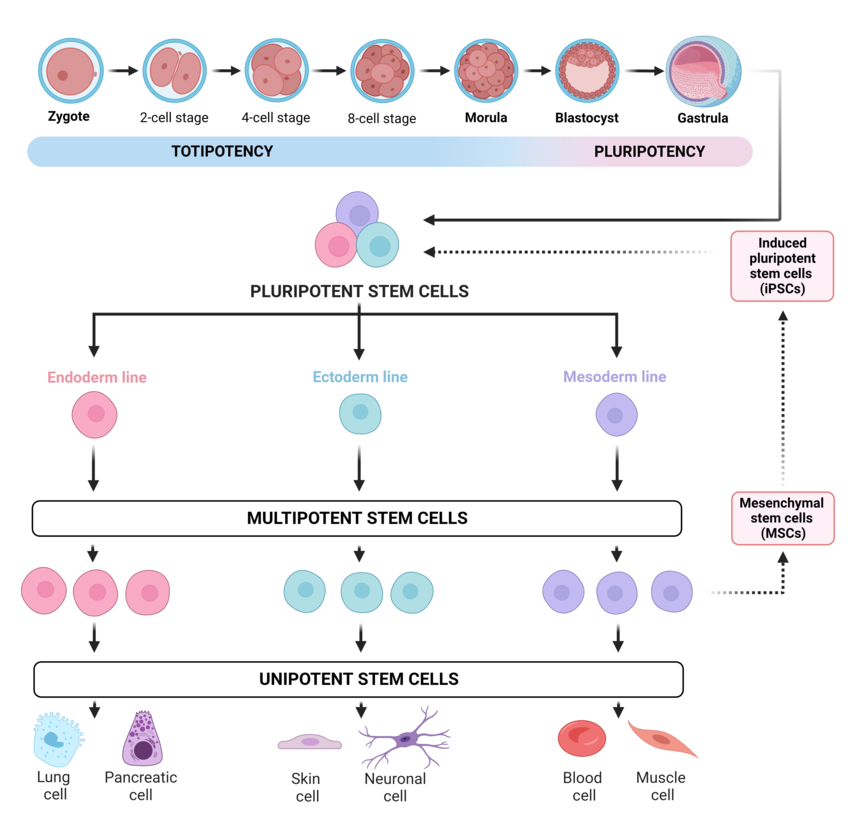 Zygote
2-cell stage
4-cell stage
8-cell stage
Morula
Blastocyst
Gastrula
TOTIPOTENCY
PLURIPOTENCY
Induced
pluripotent
stem cells
(iPSCs)
PLURIPOTENT STEM CELLS
Endoderm line
Ectoderm line
Mesoderm line
MULTIPOTENT STEM CELLS
Mesenchymal
stem cells
(MSCs)
UNIPOTENT STEM CELLS
Lung
cell
Pancreatic
cell
Skin
cell
Neuronal
cell
Blood
cell
Muscle
cell